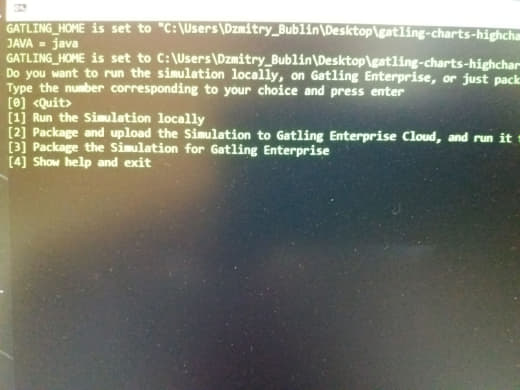 GATLING_HOME is set to "C:\Users\Dzmitry_Bublin\Desktop\gatling-charts-highcha
JAVA = java
GATLING_HOME is set to C:\Users\Dzmitry_Bublin\Desktop\gatling-charts-highchar
Do you want to run the simulation locally, on Gatling Enterprise, or just pack
Type the number corresponding to your choice and press enter
[0] <Quit>
[1] Run the Simulation locally
[2] Package and upload the Simulation to Gatling Enterprise Cloud, and run it
[3] Package the Simulation for Gatling Enterprise
[4] Show help and exit